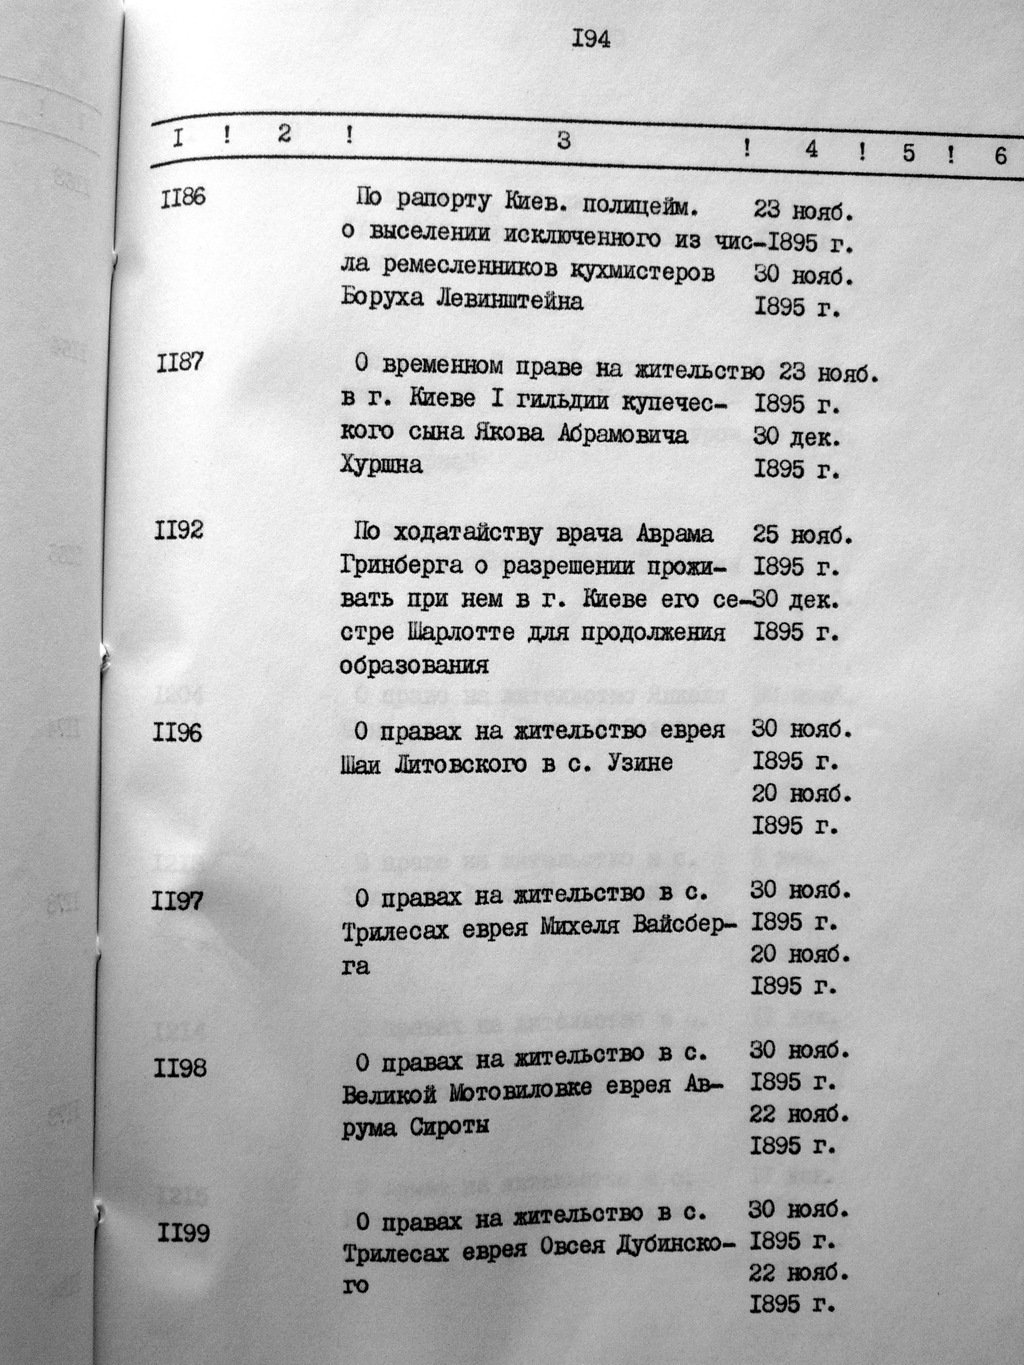 I94
I ! 2 ! 3 ! 4 ! 5 ! 6
II86 По рапорту Киев. полицейм. 23 нояб.
о выселении исключенного из чис-I895 г.
ла ремесленников кухмистеров 30 нояб.
Боруха Левинштейна I895 г.
II87 О временном праве на жительство 23 нояб.
в г. Киеве I гильдии купечес- I895 г.
кого сына Якова Абрамовича 30 дек.
Хуршна I895 г.
II92 По ходатайству врача Аврама 25 нояб.
Гринберга о разрешении прожи- I895 г.
вать при нем в г. Киеве его се-30 дек.
стре Шарлотте для продолжения I895 г.
образования
II96 О правах на жительство еврея 30 нояб.
Шаи Литовского в с. Узине I895 г.
20 нояб.
I895 г.
II97 О правах на жительство в с. 30 нояб.
Трилесах еврея Михеля Вайсбер- I895 г.
га 20 нояб.
I895 г.
II98 О правах на жительство в с. 30 нояб.
Великой Мотовиловке еврея Ав- I895 г.
рума Сироты 22 нояб.
I895 г.
II99 О правах на жительство в с. 30 нояб.
Трилесах еврея Овсея Дубинско- I895 г.
го 22 нояб.
I895 г.